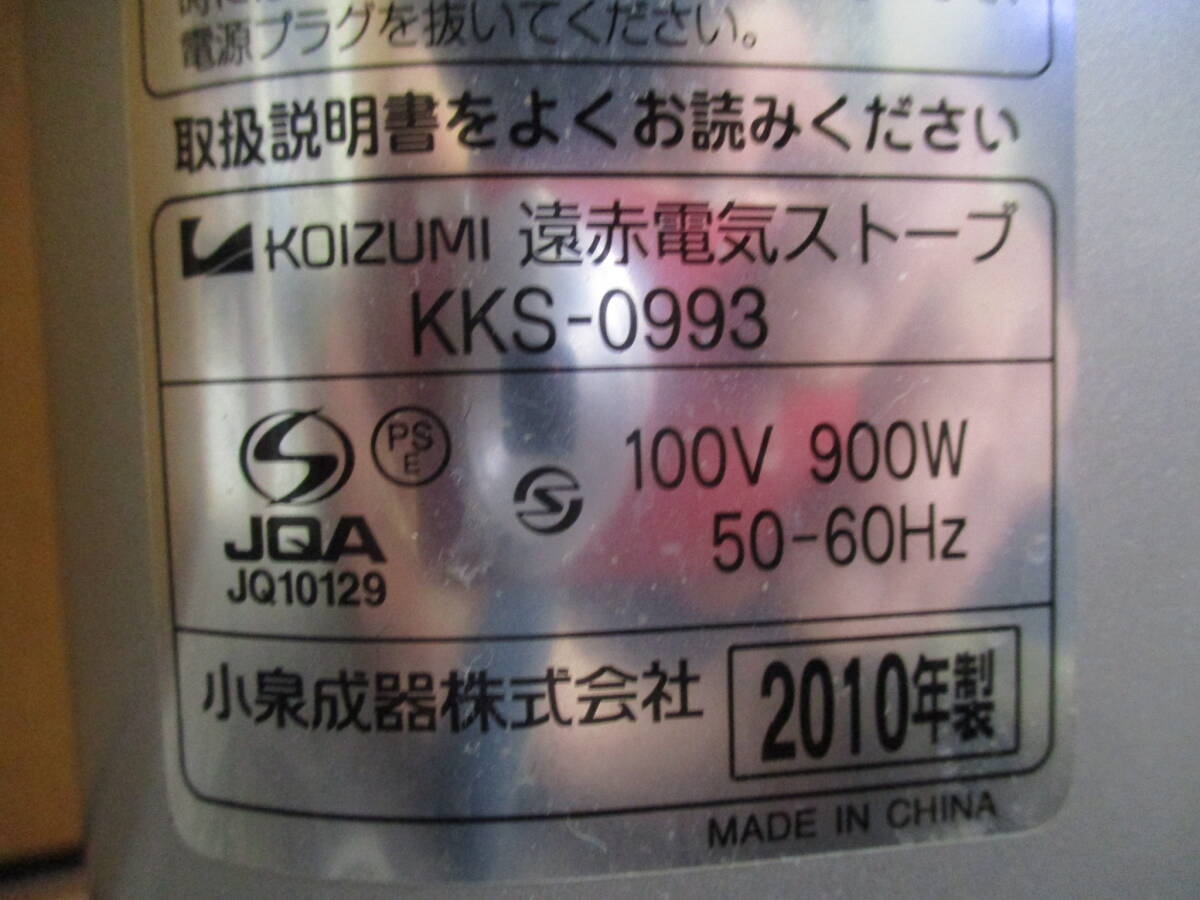 電源プラグを抜いてください。
取扱説明書をよくお読みください
KOIZUMI 遠赤電気ストーブ
KKS-0993
PS
E
100V 900W
50-60Hz
JQA
JQ10129
小泉成器株式会社 2010年製
MADE IN CHINA